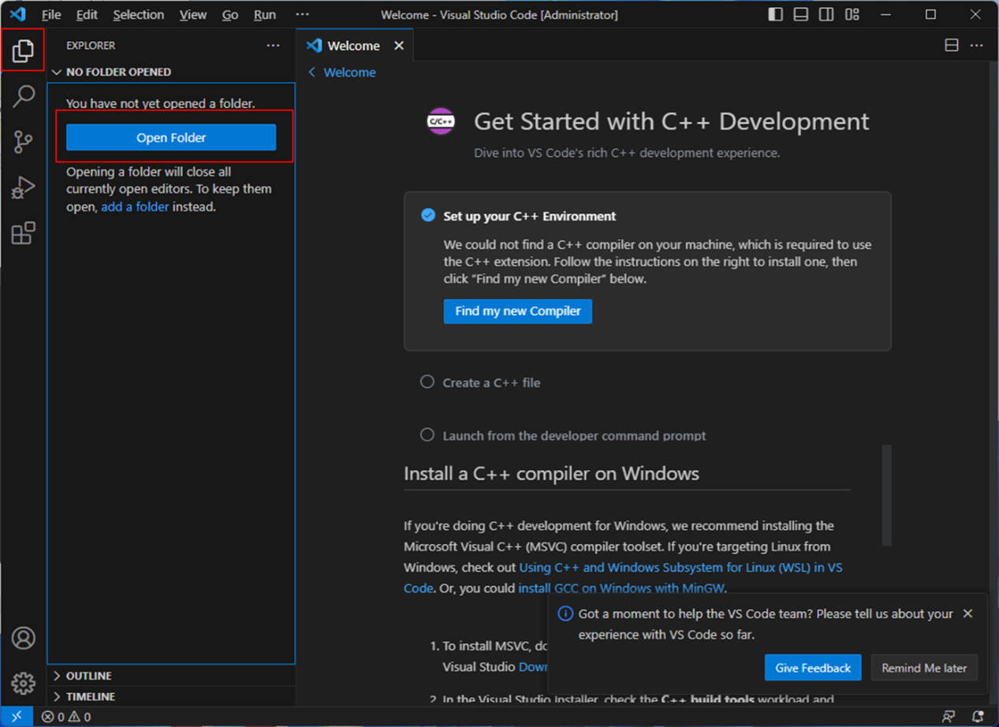 File Edit Selection View Go Run ··· Welcome - Visual Studio Code [Administrator]
EXPLORER ···
NO FOLDER OPENED
You have not yet opened a folder.
Open Folder
Opening a folder will close all
currently open editors. To keep them
open, add a folder instead.
OUTLINE
TIMELINE
Welcome
Welcome
C/C++
Get Started with C++ Development
Dive into VS Code's rich C++ development experience.
Set up your C++ Environment
We could not find a C++ compiler on your machine, which is required to use
the C++ extension. Follow the instructions on the right to install one, then
click "Find my new Compiler" below.
Find my new Compiler
Create a C++ file
Launch from the developer command prompt
Install a C++ compiler on Windows
If you're doing C++ development for Windows, we recommend installing the
Microsoft Visual C++ (MSVC) compiler toolset. If you're targeting Linux from
Windows, check out Using C++ and Windows Subsystem for Linux (WSL) in VS
Code. Or, you could install GCC on Windows with MinGW.
1. To install MSVC, do
Visual Studio Down
2. In the Visual Studio Installer, check the C++ build tools workload and
Got a moment to help the VS Code team? Please tell us about your
experience with VS Code so far.
Give Feedback Remind Me later
0 0